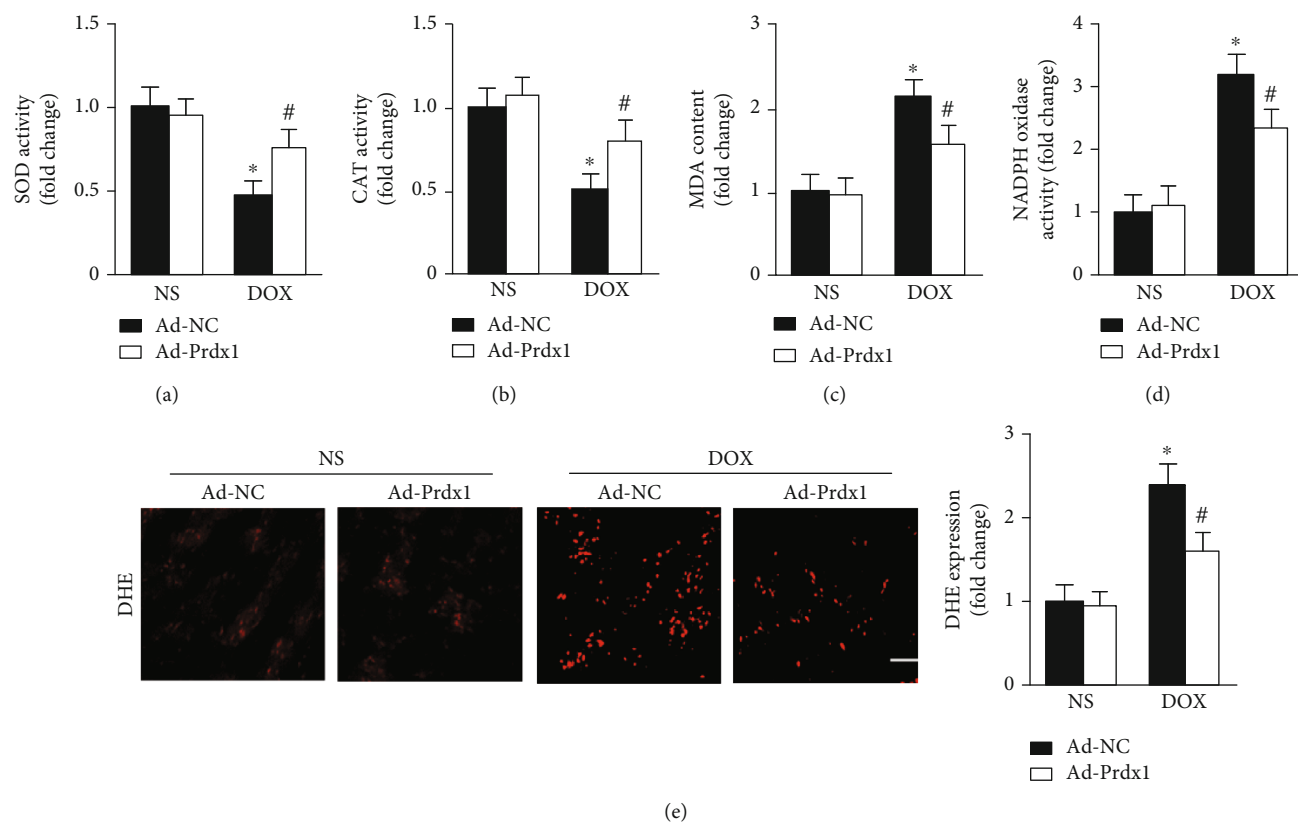 SOD activity
(fold change)
1.5
1.0
0.5
0
*
#
NS
DOX
Ad-NC
Ad-Prdx1
(a)
CAT activity
(fold change)
1.5
1.0
0.5
0
*
#
NS
DOX
Ad-NC
Ad-Prdx1
(b)
MDA content
(fold change)
3
2
1
0
*
#
NS
DOX
Ad-NC
Ad-Prdx1
(c)
NADPH oxidase
activity (fold change)
4
3
2
1
0
*
#
NS
DOX
Ad-NC
Ad-Prdx1
(d)
NS
DOX
Ad-NC
Ad-Prdx1
Ad-NC
Ad-Prdx1
DHE
DHE expression
(fold change)
3
2
1
0
*
#
NS
DOX
Ad-NC
Ad-Prdx1
(e)